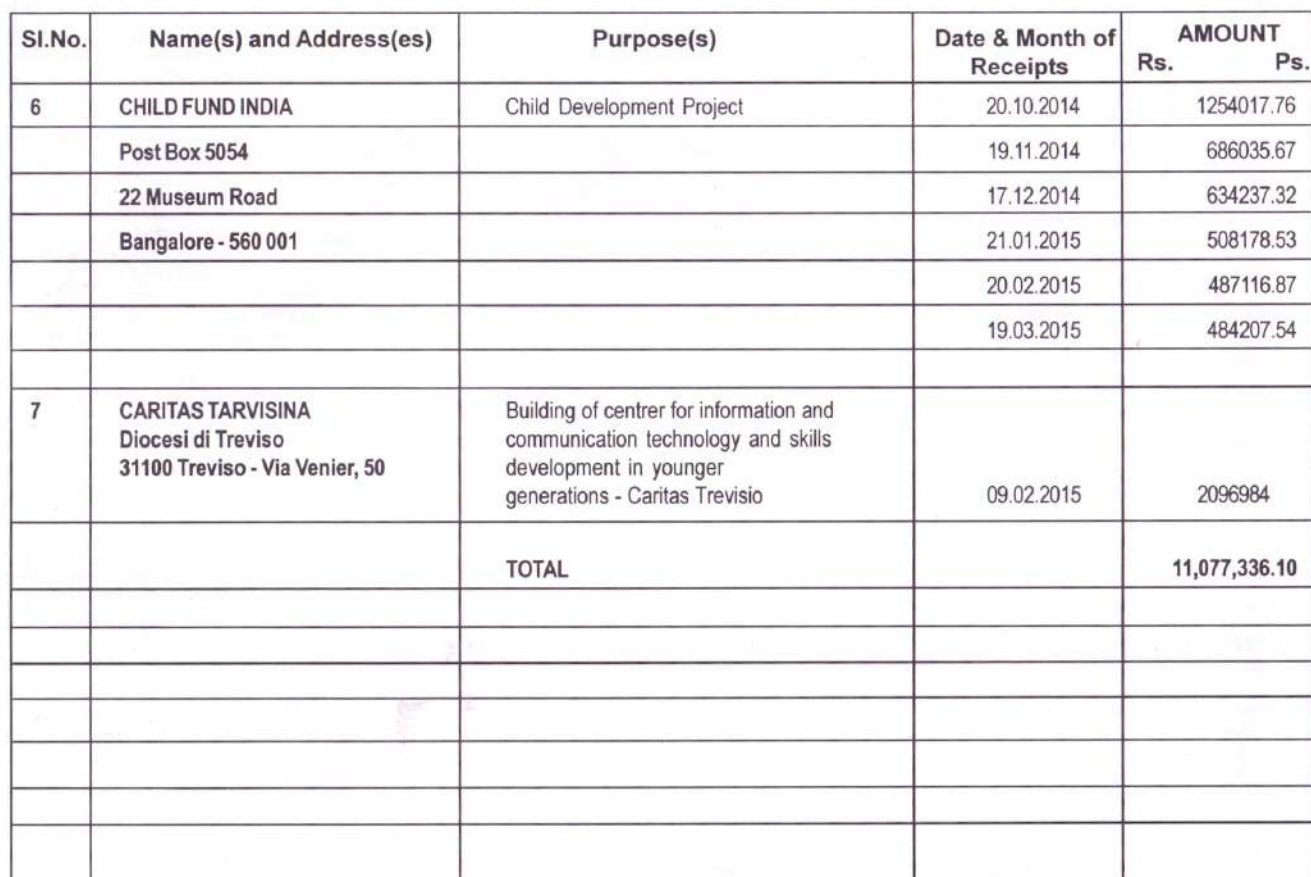 Sl.No. Name(s) and Address(es) Purpose(s) Date & Month of Receipts AMOUNT Rs. Ps.
6 CHILD FUND INDIA Child Development Project 20.10.2014 1254017.76
Post Box 5054 19.11.2014 686035.67
22 Museum Road 17.12.2014 634237.32
Bangalore - 560 001 21.01.2015 508178.53
20.02.2015 487116.87
19.03.2015 484207.54
7 CARITAS TARVISINA Building of centrer for information and
Diocesi di Treviso communication technology and skills
31100 Treviso - Via Venier, 50 development in younger
generations - Caritas Trevisio 09.02.2015 2096984
TOTAL 11,077,336.10